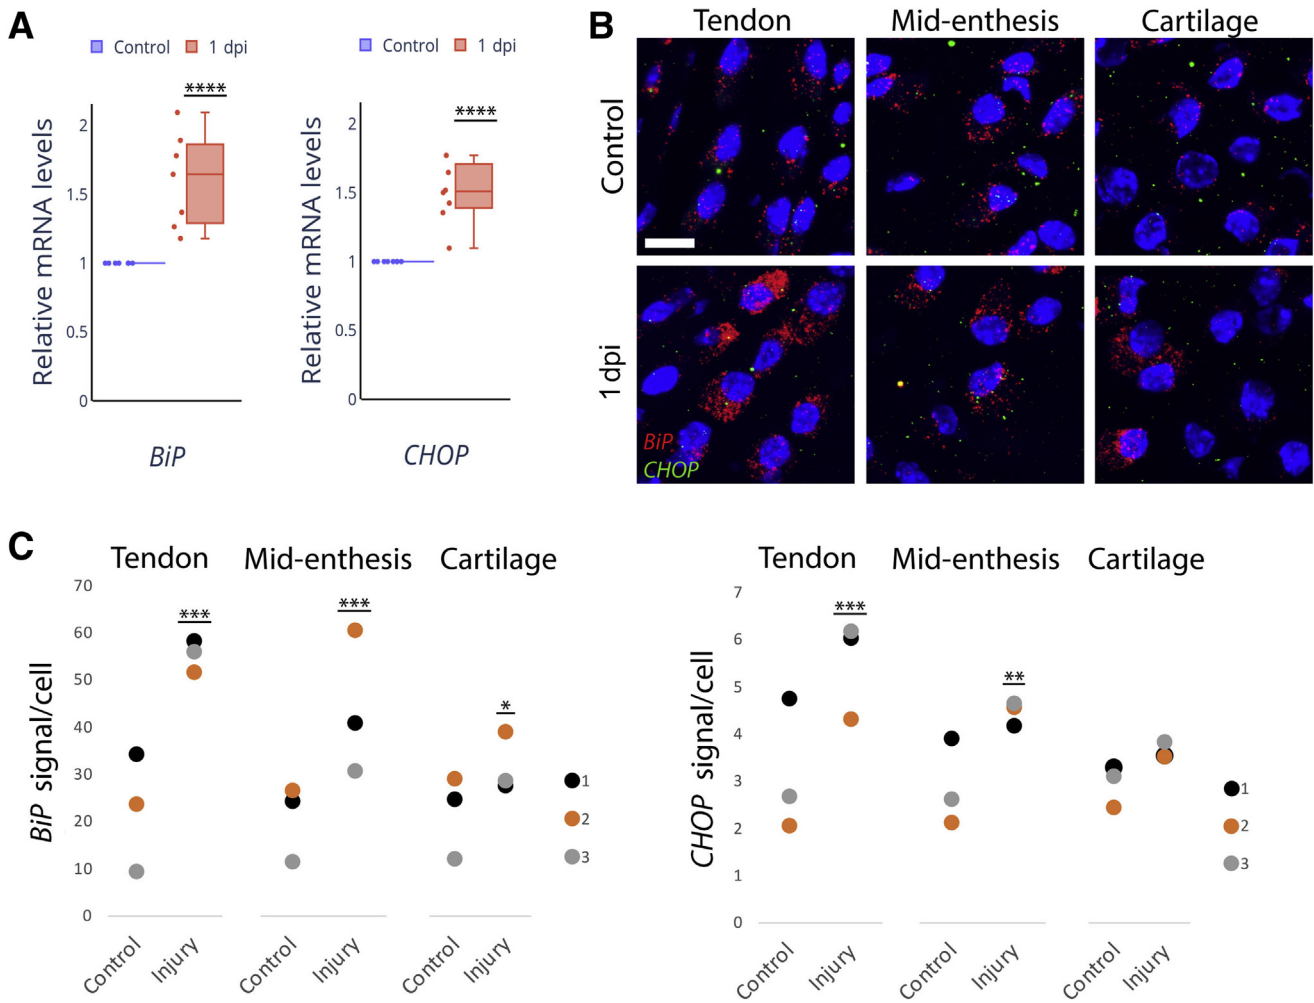 A
Control 1 dpi
Control 1 dpi
****
****
Relative mRNA levels
2
1.5
1
0.5
0
BiP
Relative mRNA levels
2
1.5
1
0.5
0
CHOP
B
Tendon Mid-enthesis Cartilage
Control
1dpi
BiP
CHOP
C
Tendon Mid-enthesis Cartilage
BiP signal/cell
70
60
50
40
30
20
10
0
***
***
*
1
2
3
Control Injury Control Injury Control Injury
Tendon Mid-enthesis Cartilage
CHOP signal/cell
7
6
5
4
3
2
1
0
***
**
1
2
3
Control Injury Control Injury Control Injury